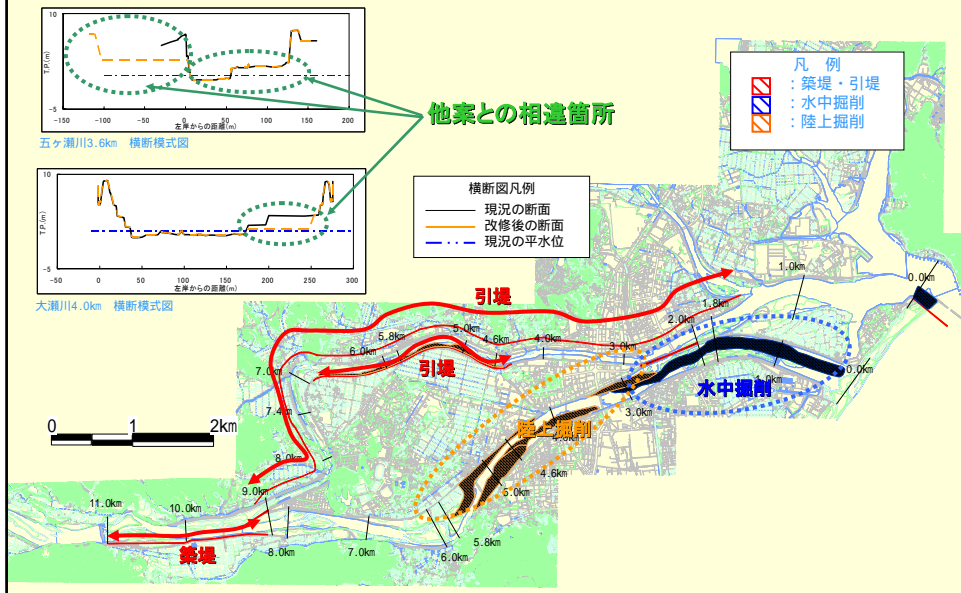 10
T.P.(m)
-5
-150
-100
-50
0
50
100
150
200
左岸からの距離(m)
五ヶ瀬川3.6km 横断模式図
10
T.P.(m)
-5
-50
0
50
100
150
200
250
300
左岸からの距離(m)
大瀬川4.0km 横断模式図
他案との相違箇所
凡 例
：築堤・引堤
：水中掘削
：陸上掘削
横断図凡例
現況の断面
改修後の断面
現況の平水位
引堤
引堤
水中掘削
陸上掘削
築堤
0 1 2km
0.0km
1.0km
1.8km
2.0km
3.0km
4.0km
4.6km
5.0km
5.8km
6.0km
7.0km
7.4km
8.0km
9.0km
10.0km
11.0km
0.0km
1.0km
3.0km
4.0km
4.6km
5.0km
5.8km
6.0km
7.0km
8.0km